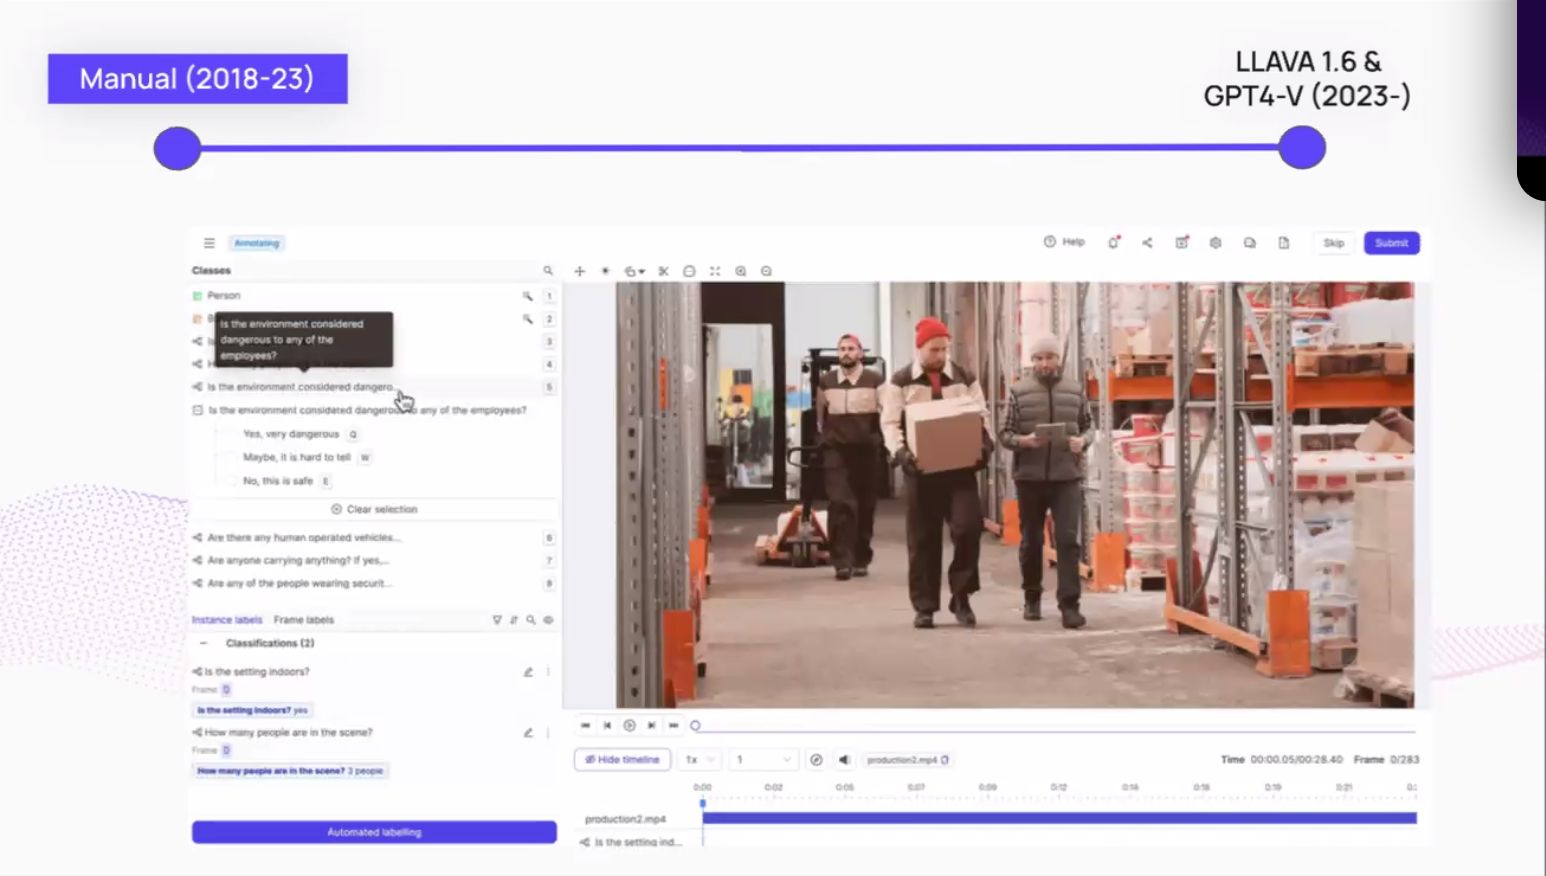 Manual (2018-23)
LLAVA 1.6 &
GPT4-V (2023-)
Annotating
Help
Skip
Submit
Classes
Person
1
2
Is the environment considered
dangerous to any of the
employees?
3
4
Is the environment considered dangero...
5
Is the environment considered dangerous to any of the employees?
Yes, very dangerous Q
Maybe, it is hard to tell W
No, this is safe E
Clear selection
Are there any human operated vehicles...
6
Are anyone carrying anything? If yes,...
7
Are any of the people wearing securit...
Instance labels
Frame labels
Classifications (2)
Is the setting indoors?
Frame 0
Is the setting indoors? yes
How many people are in the scene?
Frame 0
How many people are in the scene? 3 people
Automated labelling
Hide timeline
1x
1
production2.mp4
Time 00:00.05/00:28.40 Frame 0/283
0:00 0:02 0:05 0:07 0:09 0:12 0:14 0:16 0:19 0:21
production2.mp4
Is the setting ind...